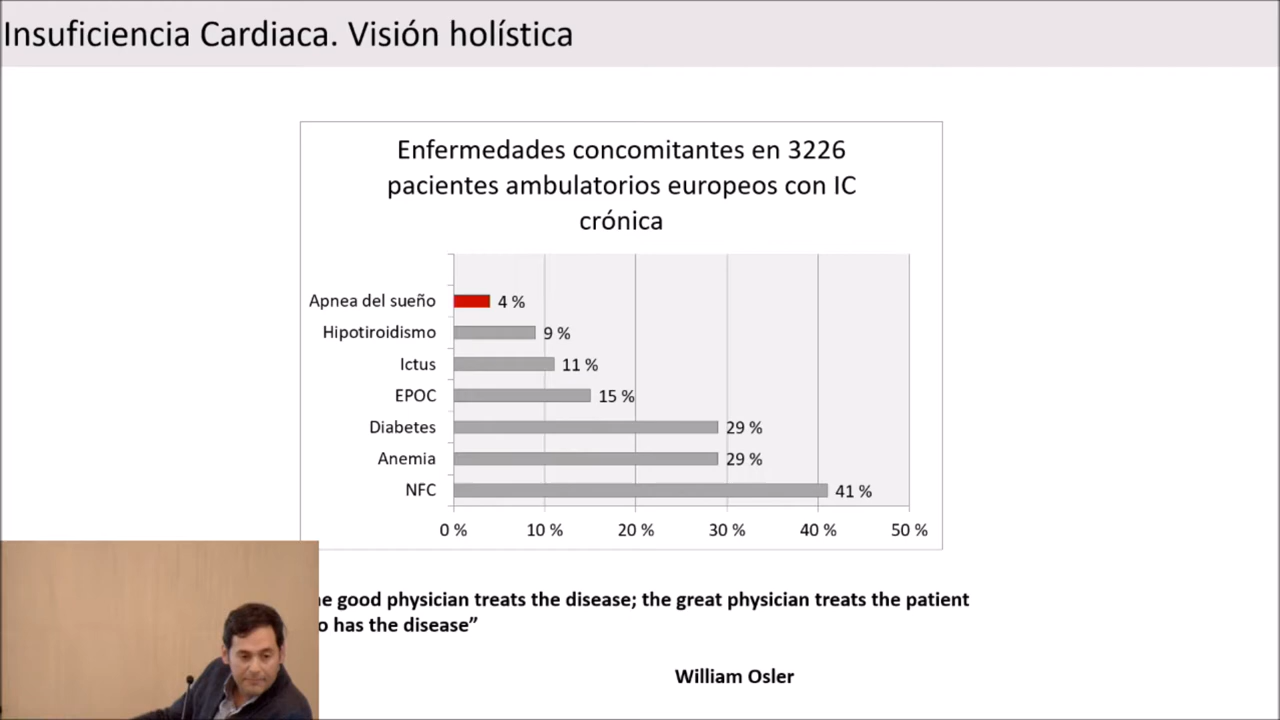 Insuficiencia Cardiaca. Visión holística
Enfermedades concomitantes en 3226
pacientes ambulatorios europeos con IC
crónica
Apnea del sueño 4 %
Hipotiroidismo 9 %
Ictus 11 %
EPOC 15 %
Diabetes 29 %
Anemia 29 %
NFC 41 %
0 % 10 % 20 % 30 % 40 % 50 %
good physician treats the disease; the great physician treats the patient
has the disease”
William Osler